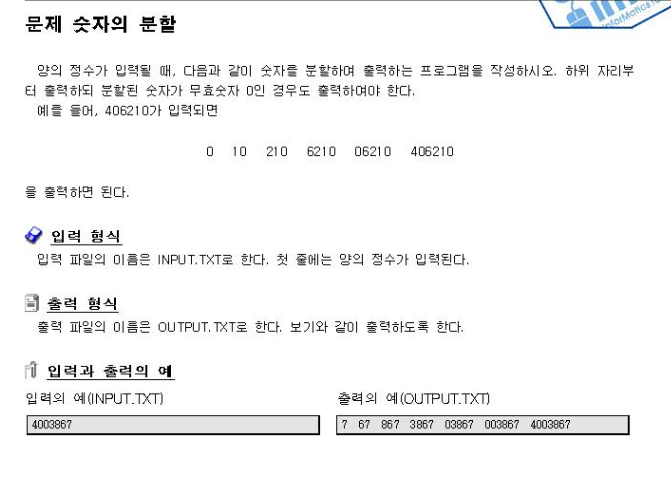 문제 숫자의 분할
양의 정수가 입력될 때, 다음과 같이 숫자를 분할하여 출력하는 프로그램을 작성하시오. 하위 자리부
터 출력하되 분할된 숫자가 무효숫자 0인 경우도 출력하여야 한다.
예를 들어, 406210가 입력되면
0 10 210 6210 06210 406210
을 출력하면 된다.
입력 형식
입력 파일의 이름은 INPUT.TXT로 한다. 첫 줄에는 양의 정수가 입력된다.
출력 형식
출력 파일의 이름은 OUTPUT.TXT로 한다. 보기와 같이 출력하도록 한다.
입력과 출력의 예
입력의 예(INPUT.TXT) 출력의 예(OUTPUT.TXT)
4003867 7 67 867 3867 03867 003867 4003867